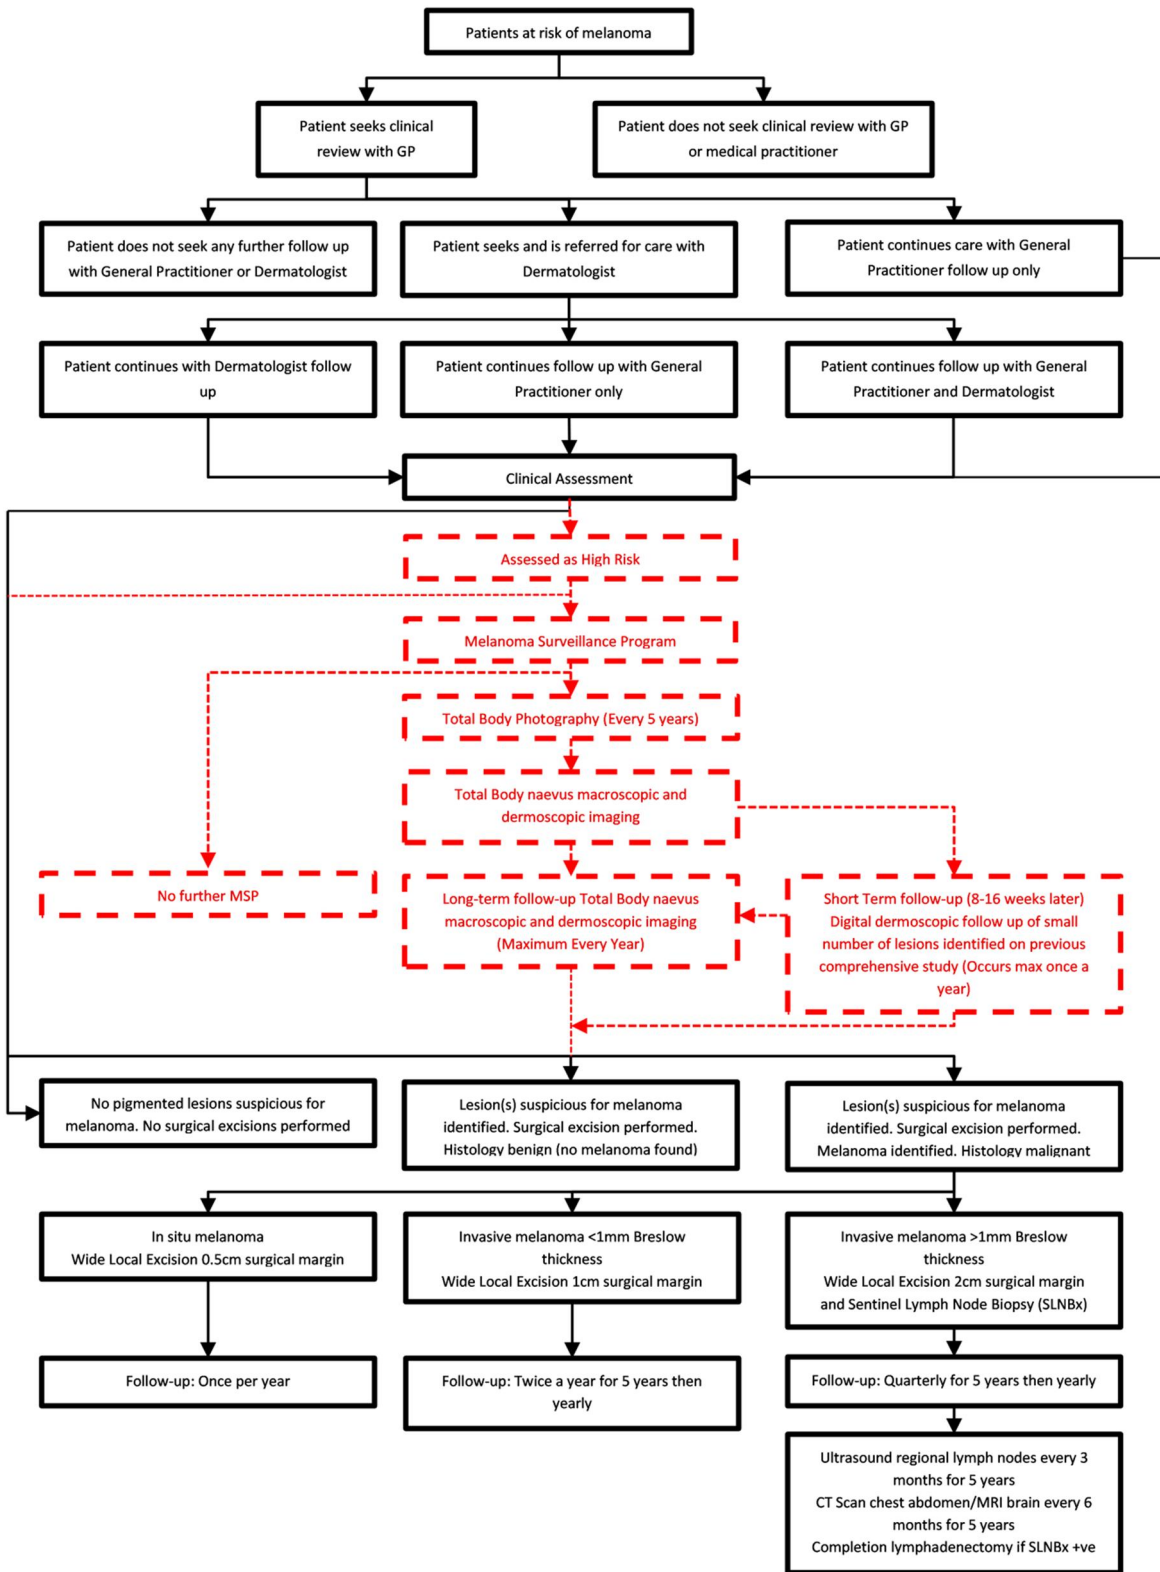 Patients at risk of melanoma
Patient seeks clinical
review with GP
Patient does not seek clinical review with GP
or medical practitioner
Patient does not seek any further follow up
with General Practitioner or Dermatologist
Patient seeks and is referred for care with
Dermatologist
Patient continues care with General
Practitioner follow up only
Patient continues with Dermatologist follow
up
Patient continues follow up with General
Practitioner only
Patient continues follow up with General
Practitioner and Dermatologist
Clinical Assessment
Assessed as High Risk
Melanoma Surveillance Program
Total Body Photography (Every 5 years)
Total Body naevus macroscopic and
dermoscopic imaging
No further MSP
Long-term follow-up Total Body naevus
macroscopic and dermoscopic imaging
(Maximum Every Year)
Short Term follow-up (8-16 weeks later)
Digital dermoscopic follow up of small
number of lesions identified on previous
comprehensive study (Occurs max once a
year)
No pigmented lesions suspicious for
melanoma. No surgical excisions performed
Lesion(s) suspicious for melanoma
identified. Surgical excision performed.
Histology benign (no melanoma found)
Lesion(s) suspicious for melanoma
identified. Surgical excision performed.
Melanoma identified. Histology malignant
In situ melanoma
Wide Local Excision 0.5cm surgical margin
Invasive melanoma <1mm Breslow
thickness
Wide Local Excision 1cm surgical margin
Invasive melanoma >1mm Breslow
thickness
Wide Local Excision 2cm surgical margin
and Sentinel Lymph Node Biopsy (SLNBx)
Follow-up: Once per year
Follow-up: Twice a year for 5 years then
yearly
Follow-up: Quarterly for 5 years then yearly
Ultrasound regional lymph nodes every 3
months for 5 years
CT Scan chest abdomen/MRI brain every 6
months for 5 years
Completion lymphadenectomy if SLNBx +ve